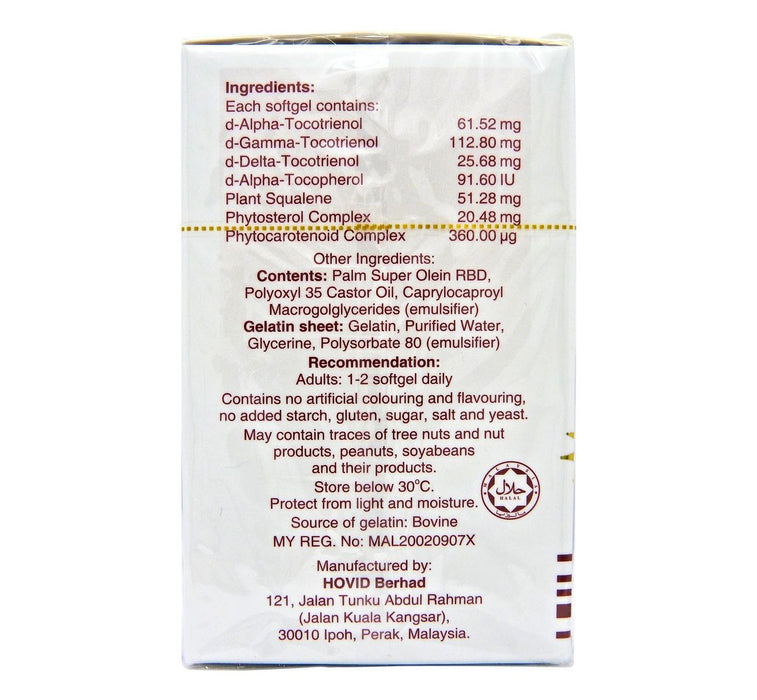 Ingredients:
Each softgel contains:
d-Alpha-Tocotrienol 61.52 mg
d-Gamma-Tocotrienol 112.80 mg
d-Delta-Tocotrienol 25.68 mg
d-Alpha-Tocopherol 91.60 IU
Plant Squalene 51.28 mg
Phytosterol Complex 20.48 mg
Phytocarotenoid Complex 360.00 µg
Other Ingredients:
Contents: Palm Super Olein RBD,
Polyoxyl 35 Castor Oil, Caprylocaproyl
Macrogolglycerides (emulsifier)
Gelatin sheet: Gelatin, Purified Water,
Glycerine, Polysorbate 80 (emulsifier)
Recommendation:
Adults: 1-2 softgel daily
Contains no artificial colouring and flavouring,
no added starch, gluten, sugar, salt and yeast.
May contain traces of tree nuts and nut
products, peanuts, soyabeans
and their products.
Store below 30°C.
Protect from light and moisture.
Source of gelatin: Bovine
MY REG. No: MAL20020907X
MALAYSIA
حلال
HALAL
Manufactured by:
HOVID Berhad
121, Jalan Tunku Abdul Rahman
(Jalan Kuala Kangsar),
30010 Ipoh, Perak, Malaysia.